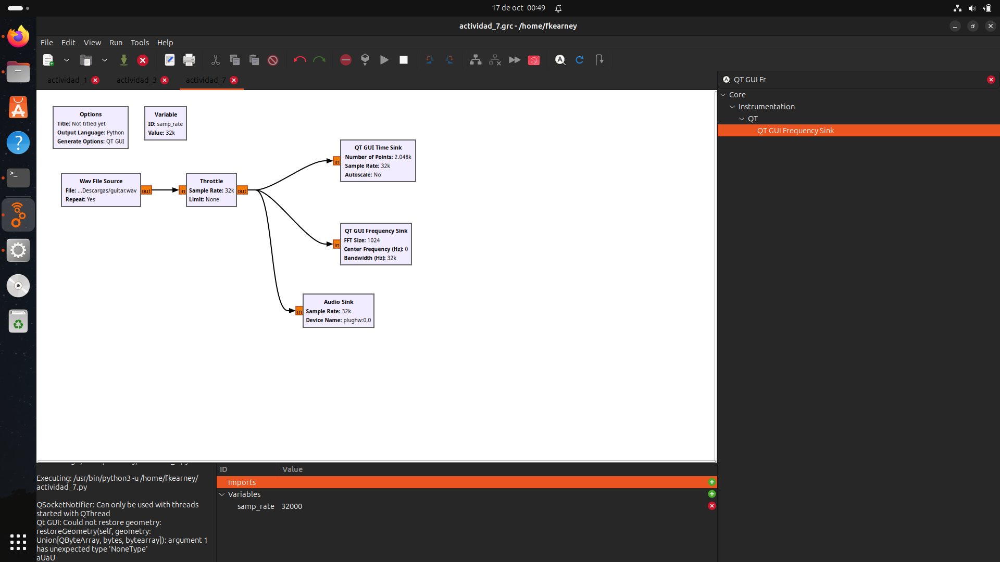 17 de oct 00:49
actividad_7.grc - /home/fkearney
File Edit View Run Tools Help
actividad_1 actividad_3 actividad_7
QT GUI Fr
Core
Instrumentation
QT
QT GUI Frequency Sink
Options
Title: Not titled yet
Output Language: Python
Generate Options: QT GUI
Variable
ID: samp_rate
Value: 32k
Wav File Source
File: ...Descargas/guitar.wav
Repeat: Yes
out
in
Throttle
Sample Rate: 32k
Limit: None
out
in
QT GUI Time Sink
Number of Points: 2.048k
Sample Rate: 32k
Autoscale: No
in
QT GUI Frequency Sink
FFT Size: 1024
Center Frequency (Hz): 0
Bandwidth (Hz): 32k
in
Audio Sink
Sample Rate: 32k
Device Name: plughw:0,0
Executing: /usr/bin/python3 -u /home/fkearney/
actividad_7.py
QSocketNotifier: Can only be used with threads
started with QThread
Qt GUI: Could not restore geometry:
restoreGeometry(self, geometry:
Union[QByteArray, bytes, bytearray]): argument 1
has unexpected type 'NoneType'
aUaU
ID Value
Imports
Variables
samp_rate 32000